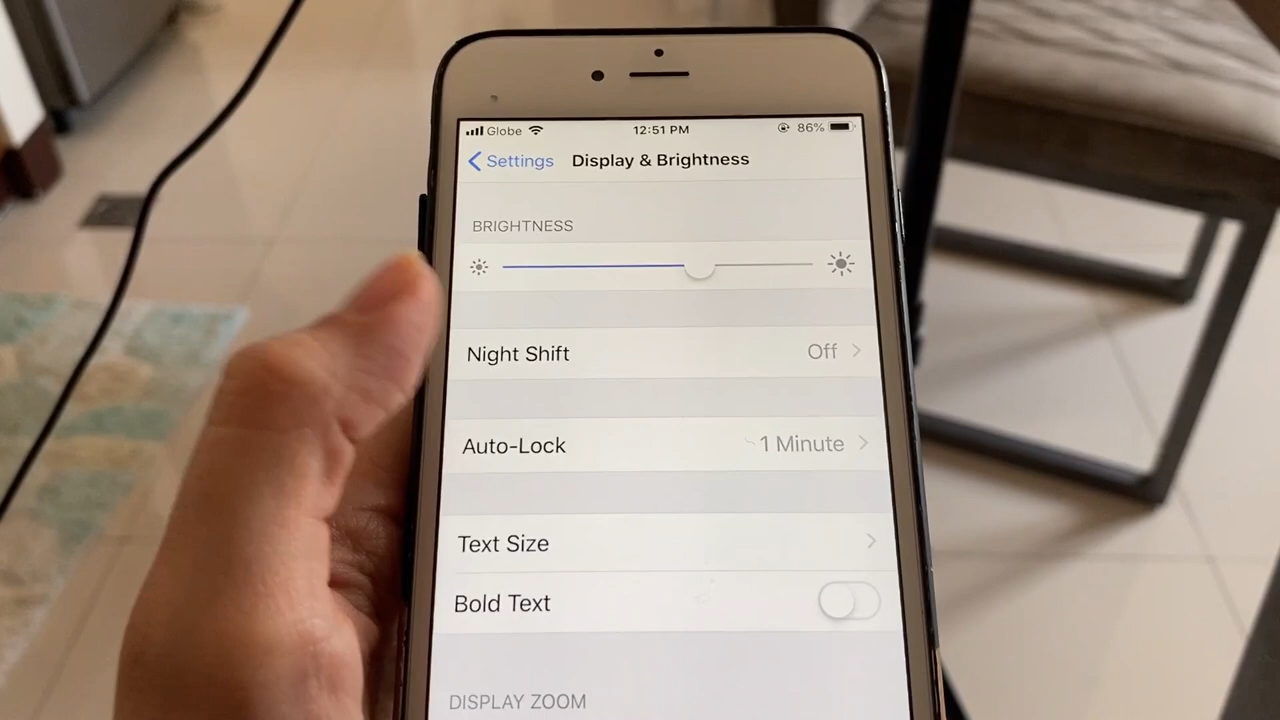 Globe 12:51 PM 86%
Settings Display & Brightness
BRIGHTNESS
Night Shift Off
Auto-Lock 1 Minute
Text Size
Bold Text
DISPLAY ZOOM